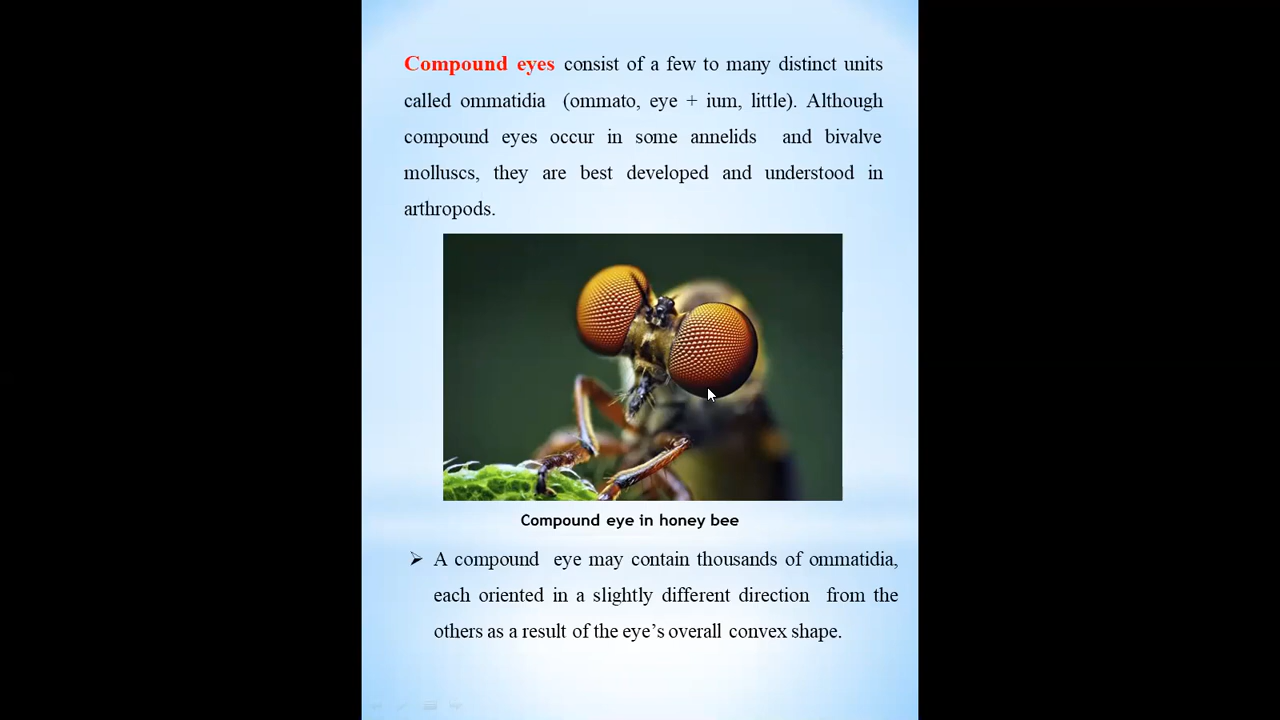 Compound eyes consist of a few to many distinct units
called ommatidia (ommato, eye + ium, little). Although
compound eyes occur in some annelids and bivalve
molluscs, they are best developed and understood in
arthropods.
Compound eye in honey bee
➢ A compound eye may contain thousands of ommatidia,
each oriented in a slightly different direction from the
others as a result of the eye’s overall convex shape.